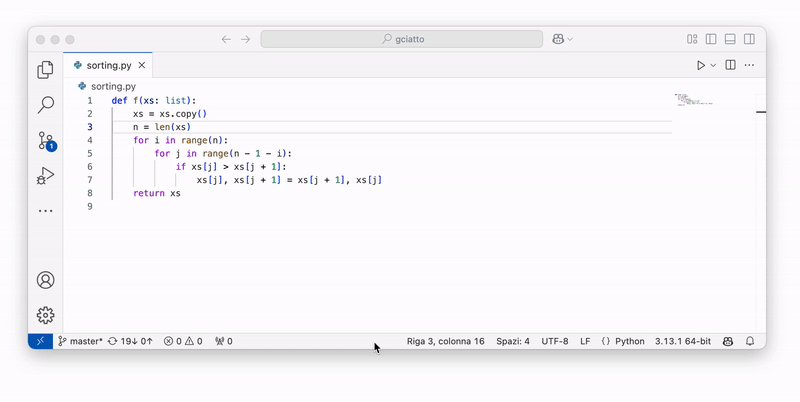 gciatto
sorting.py
sorting.py
1 def f(xs: list):
2 xs = xs.copy()
3 n = len(xs)
4 for i in range(n):
5 for j in range(n - 1 - i):
6 if xs[j] > xs[j + 1]:
7 xs[j], xs[j + 1] = xs[j + 1], xs[j]
8 return xs
9
1
master* 19↓ 0↑ 0 0 0 Riga 3, colonna 16 Spazi: 4 UTF-8 LF {} Python 3.13.1 64-bit